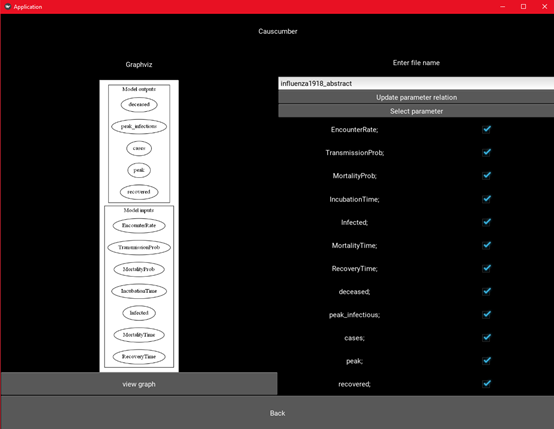 Application
Causcumber
Graphviz
Model outputs
deceased
peak_infectious
cases
peak
recovered
Model inputs
EncounterRate
TransmissionProb
MortalityProb
IncubationTime
Infected
MortalityTime
RecoveryTime
view graph
Enter file name
influenza1918_abstract
Update parameter relation
Select parameter
EncounterRate;
TransmissionProb;
MortalityProb;
IncubationTime;
Infected;
MortalityTime;
RecoveryTime;
deceased;
peak_infectious;
cases;
peak;
recovered;
Back